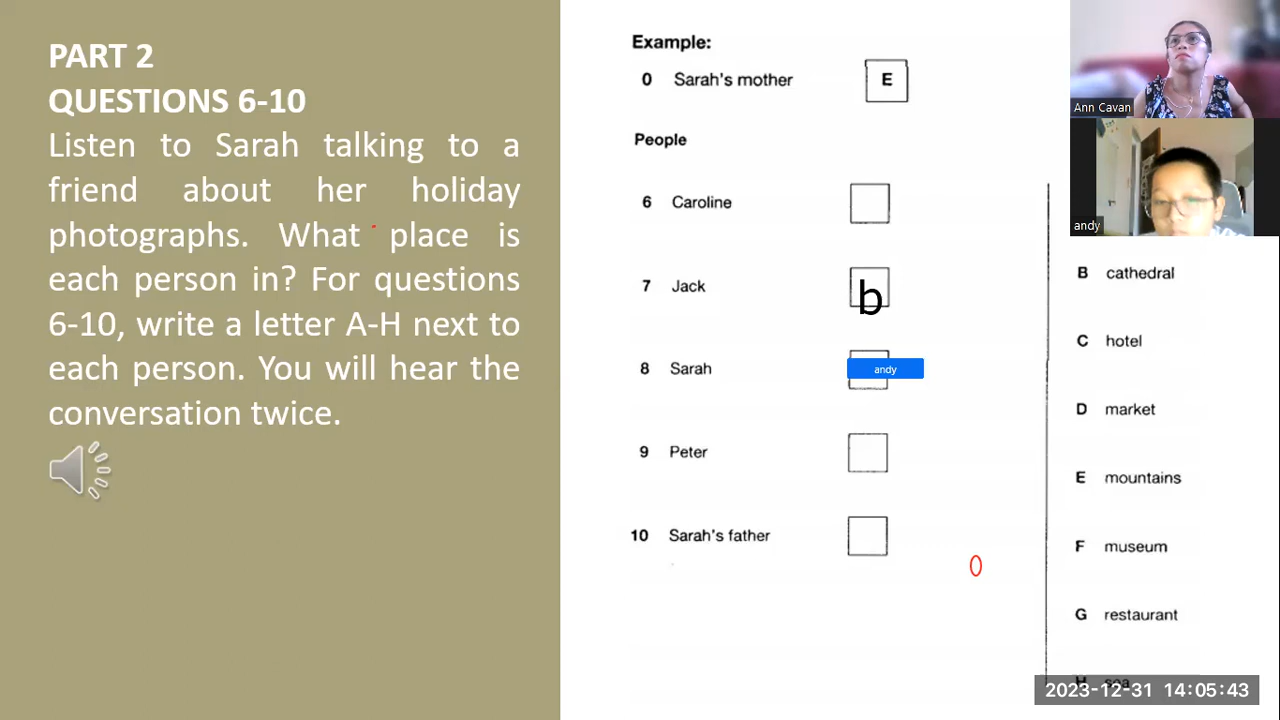 PART 2
QUESTIONS 6-10
Listen to Sarah talking to a
friend about her holiday
photographs. What place is
each person in? For questions
6-10, write a letter A-H next to
each person. You will hear the
conversation twice.
Example:
0 Sarah's mother E
People
6 Caroline
7 Jack b
8 Sarah andy
9 Peter
10 Sarah's father
0
Ann Cavan
andy
B cathedral
C hotel
D market
E mountains
F museum
G restaurant
H sea
2023-12-31 14:05:43